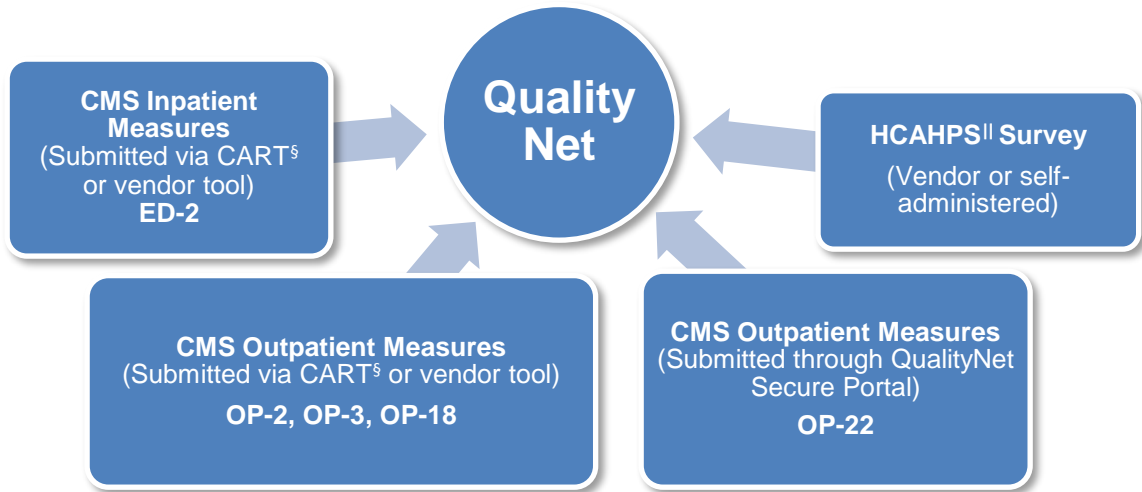 Quality
Net
CMS Inpatient
Measures
(Submitted via CART§
or vendor tool)
ED-2
HCAHPS|| Survey
(Vendor or self-
administered)
CMS Outpatient Measures
(Submitted via CART§ or vendor tool)
OP-2, OP-3, OP-18
CMS Outpatient Measures
(Submitted through QualityNet
Secure Portal)
OP-22